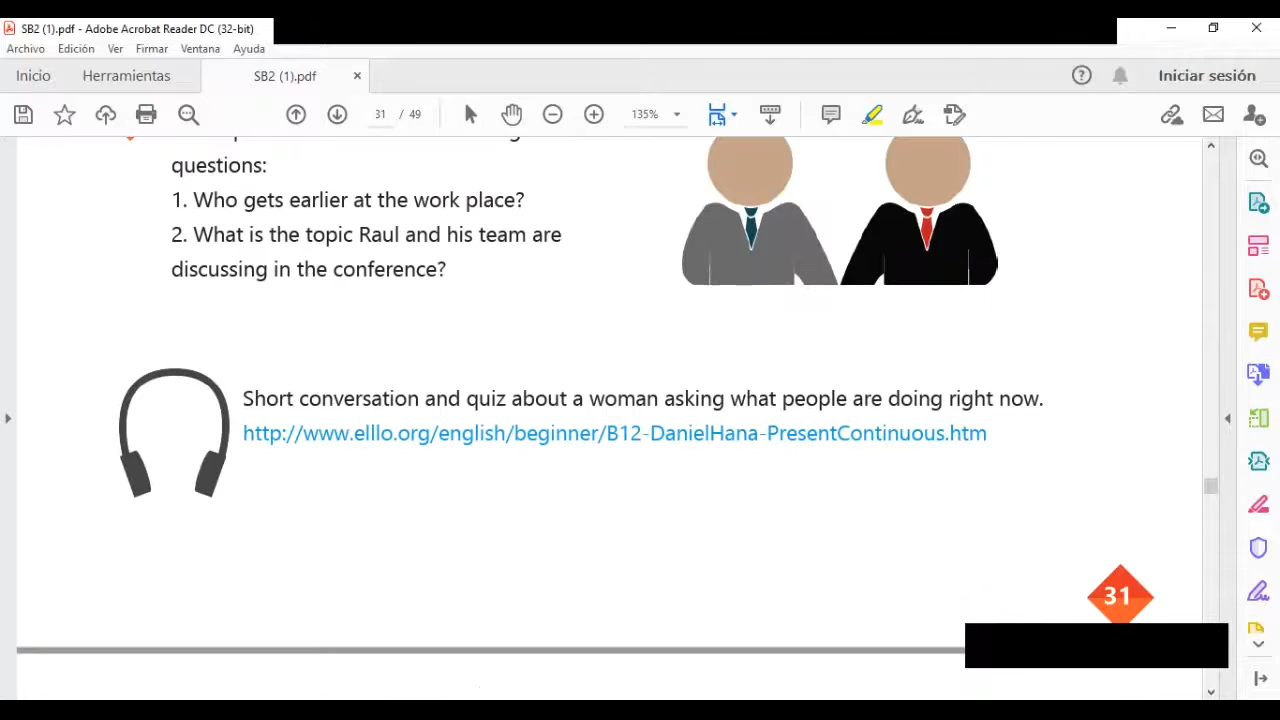 SB2 (1).pdf - Adobe Acrobat Reader DC (32-bit)
Archivo Edición Ver Firmar Ventana Ayuda
Inicio Herramientas SB2 (1).pdf × Iniciar sesión
31 / 49 135%
questions:
1. Who gets earlier at the work place?
2. What is the topic Raul and his team are
discussing in the conference?
Short conversation and quiz about a woman asking what people are doing right now.
http://www.elllo.org/english/beginner/B12-DanielHana-PresentContinuous.htm
31